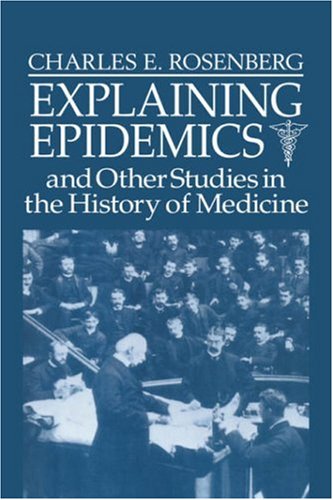 CHARLES E. ROSENBERG
EXPLAINING
EPIDEMICS
and Other Studies in
the History of Medicine